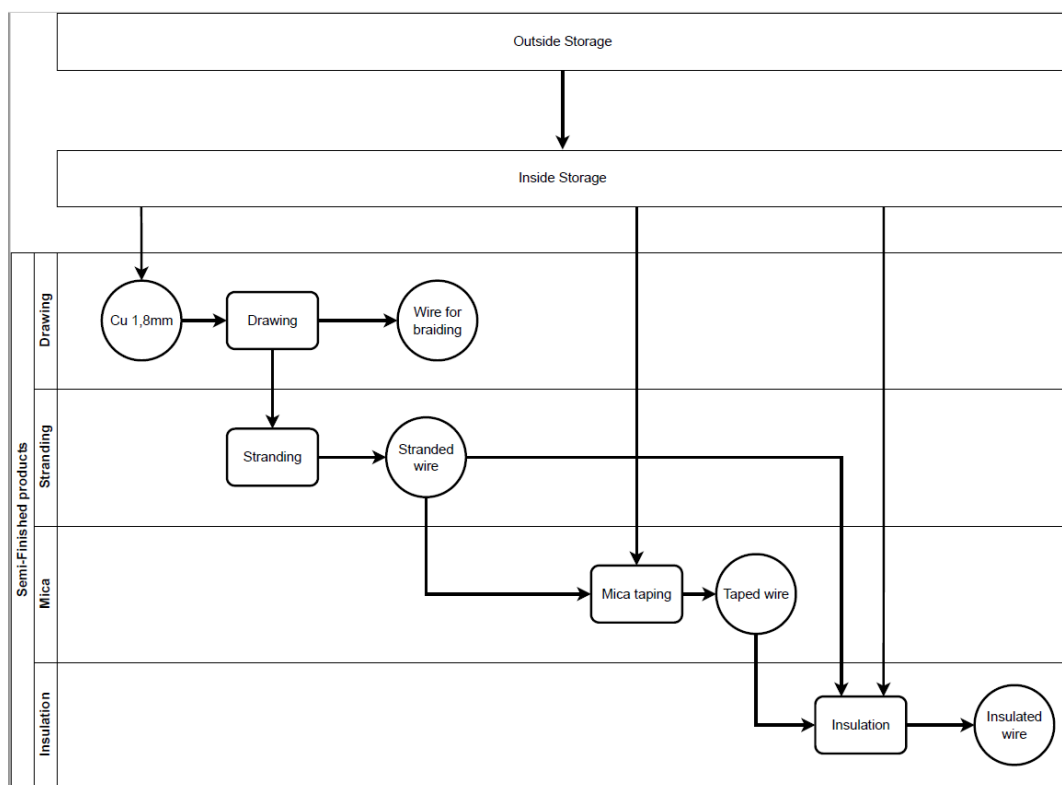 Outside Storage
Inside Storage
Semi-Finished products
Drawing
Cu 1,8mm
Drawing
Wire for
braiding
Stranding
Stranding
Stranded
wire
Mica
Mica taping
Taped wire
Insulation
Insulation
Insulated
wire